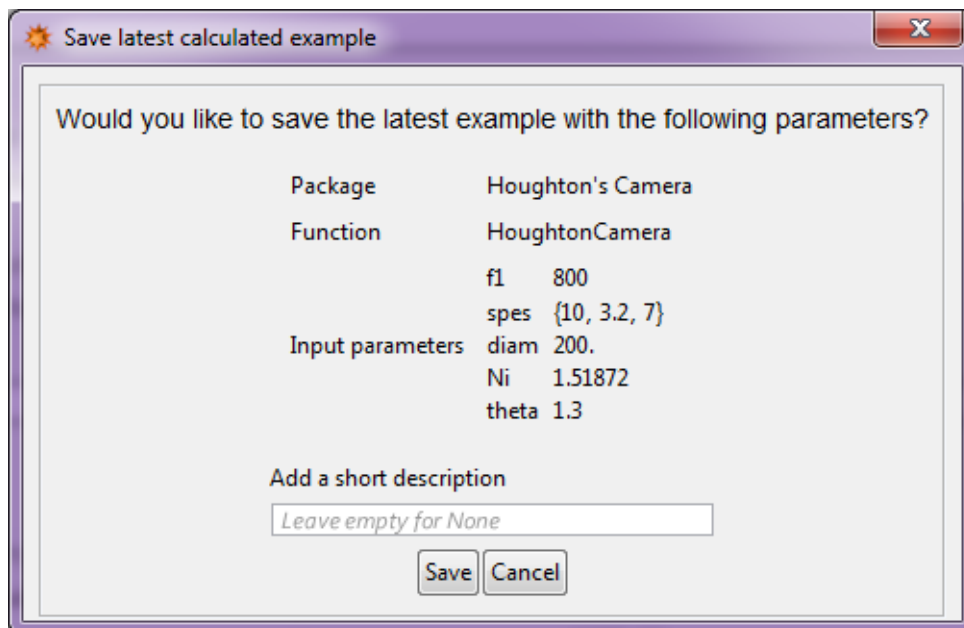 Save latest calculated example
Would you like to save the latest example with the following parameters?
Package Houghton's Camera
Function HoughtonCamera
f1 800
spes {10, 3.2, 7}
Input parameters diam 200.
Ni 1.51872
theta 1.3
Add a short description
Leave empty for None
Save Cancel